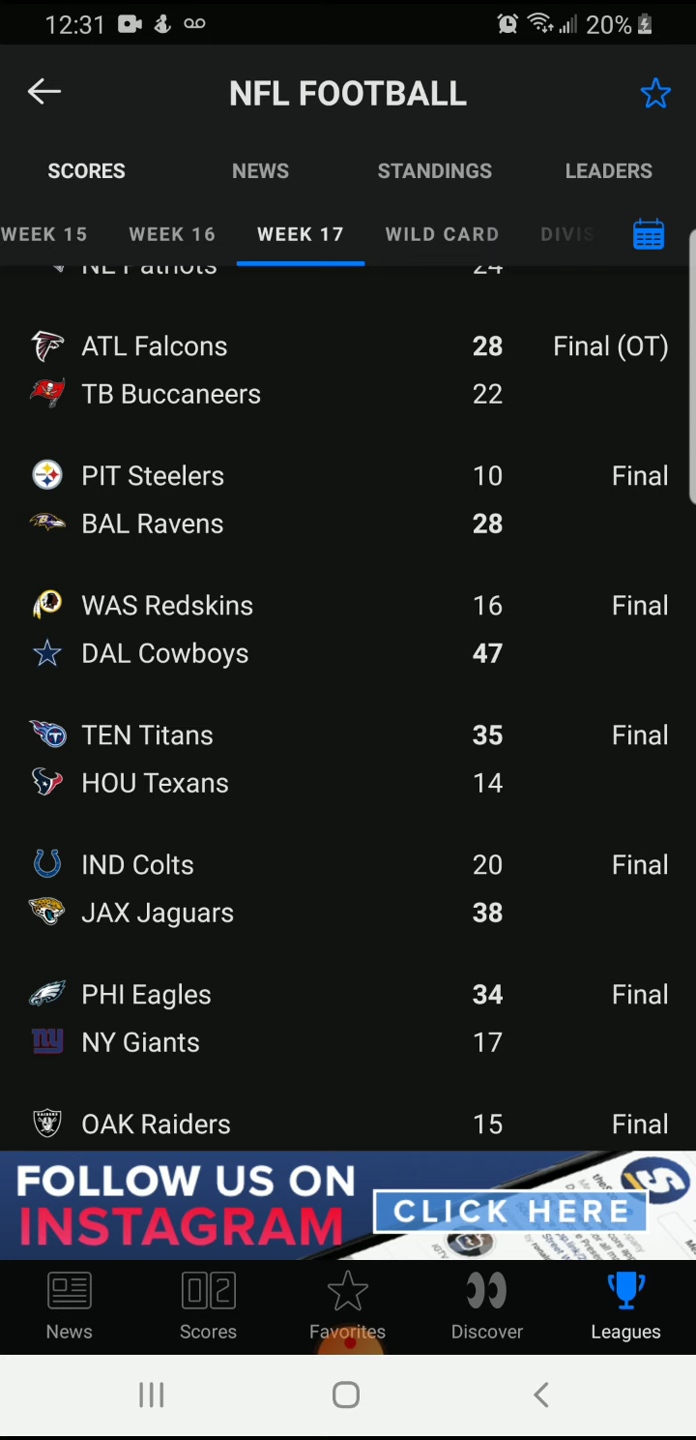 12:31 20%
NFL FOOTBALL
SCORES NEWS STANDINGS LEADERS
WEEK 15 WEEK 16 WEEK 17 WILD CARD DIVIS
NE Patriots 24
ATL Falcons 28 Final (OT)
TB Buccaneers 22
PIT Steelers 10 Final
BAL Ravens 28
WAS Redskins 16 Final
DAL Cowboys 47
TEN Titans 35 Final
HOU Texans 14
IND Colts 20 Final
JAX Jaguars 38
PHI Eagles 34 Final
NY Giants 17
OAK Raiders 15 Final
FOLLOW US ON
INSTAGRAM
CLICK HERE
News Scores Favorites Discover Leagues